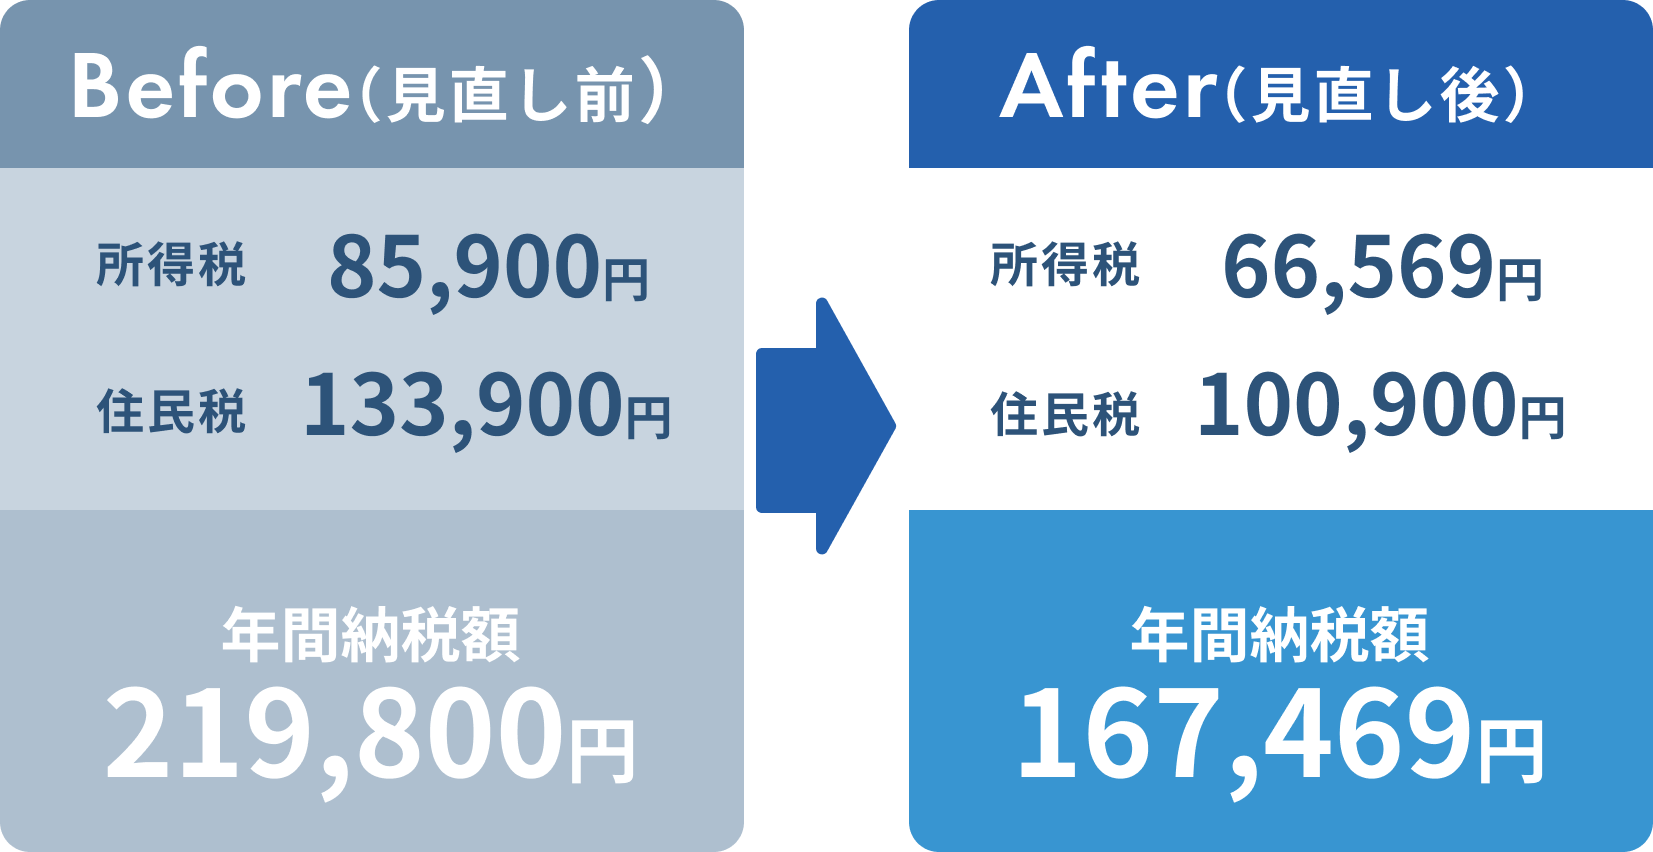 Before(見直し前)
所得税 85,900円
住民税 133,900円
年間納税額
219,800円
After(見直し後)
所得税 66,569円
住民税 100,900円
年間納税額
167,469円